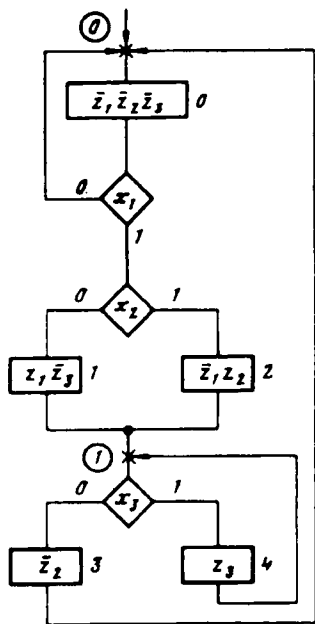 0
z̄₁ z̄₂ z̄₃ 0
0 x₁
1
0 x₂ 1
z₁ z̄₃ 1 z̄₁ z₂ 2
1
0 x₃ 1
z̄₂ 3 z₃ 4